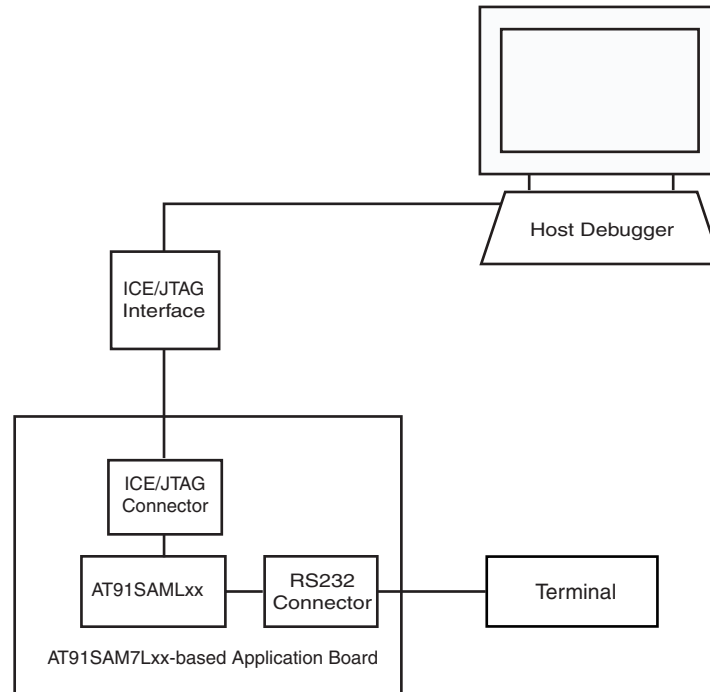 Host Debugger
ICE/JTAG
Interface
ICE/JTAG
Connector
AT91SAMLxx
RS232
Connector
Terminal
AT91SAM7Lxx-based Application Board